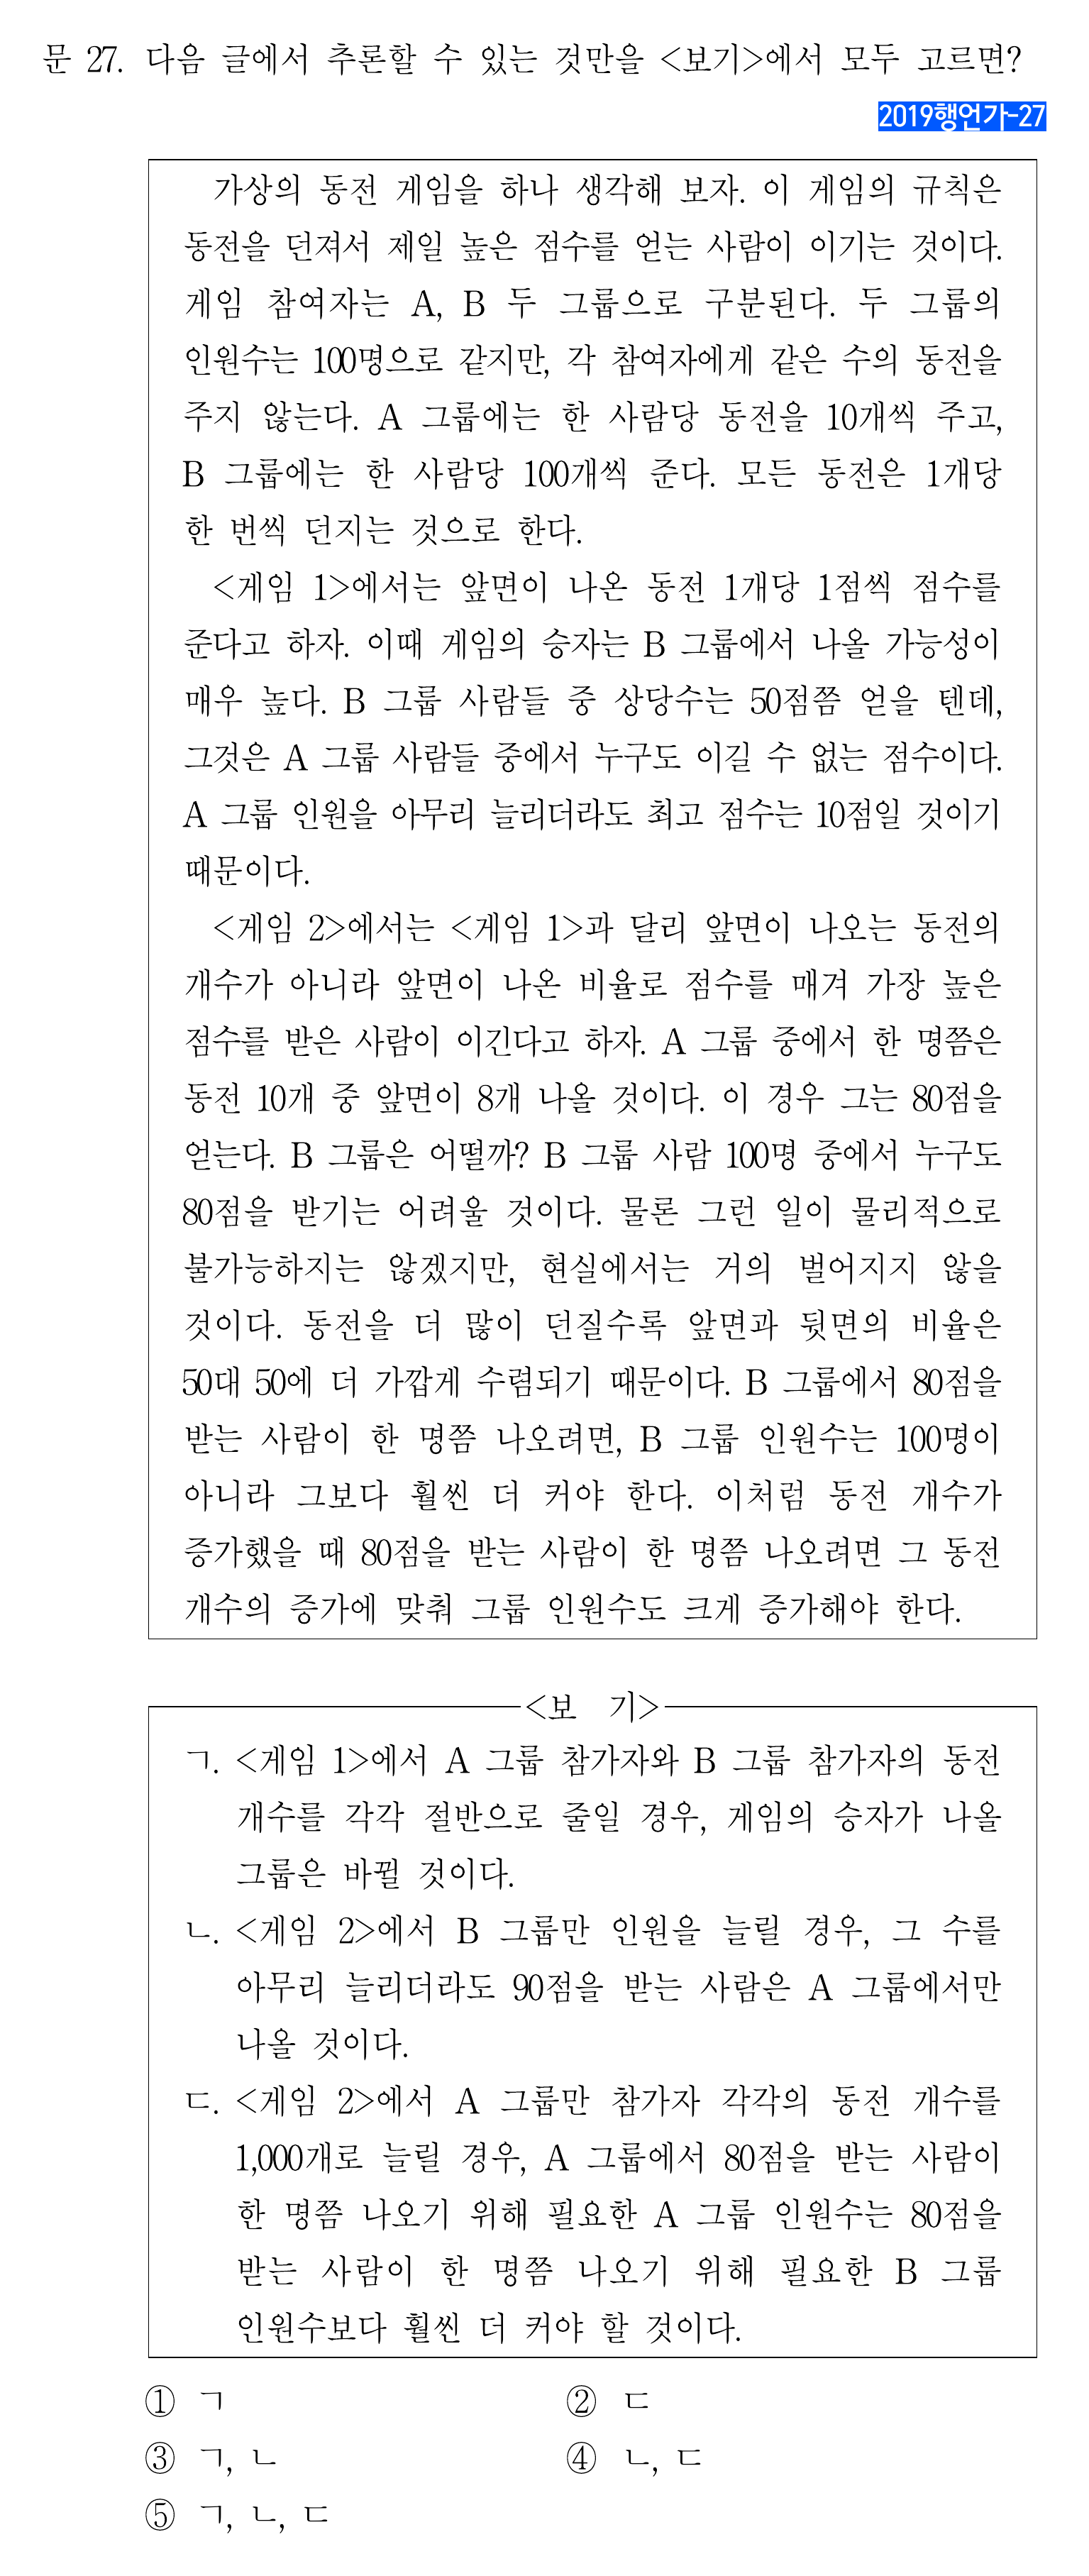 문 27. 다음 글에서 추론할 수 있는 것만을 <보기>에서 모두 고르면?
2019행언가-27
가상의 동전 게임을 하나 생각해 보자. 이 게임의 규칙은
동전을 던져서 제일 높은 점수를 얻는 사람이 이기는 것이다.
게임 참여자는 A, B 두 그룹으로 구분된다. 두 그룹의
인원수는 100명으로 같지만, 각 참여자에게 같은 수의 동전을
주지 않는다. A 그룹에는 한 사람당 동전을 10개씩 주고,
B 그룹에는 한 사람당 100개씩 준다. 모든 동전은 1개당
한 번씩 던지는 것으로 한다.
<게임 1>에서는 앞면이 나온 동전 1개당 1점씩 점수를
준다고 하자. 이때 게임의 승자는 B 그룹에서 나올 가능성이
매우 높다. B 그룹 사람들 중 상당수는 50점쯤 얻을 텐데,
그것은 A 그룹 사람들 중에서 누구도 이길 수 없는 점수이다.
A 그룹 인원을 아무리 늘리더라도 최고 점수는 10점일 것이기
때문이다.
<게임 2>에서는 <게임 1>과 달리 앞면이 나오는 동전의
개수가 아니라 앞면이 나온 비율로 점수를 매겨 가장 높은
점수를 받은 사람이 이긴다고 하자. A 그룹 중에서 한 명쯤은
동전 10개 중 앞면이 8개 나올 것이다. 이 경우 그는 80점을
얻는다. B 그룹은 어떨까? B 그룹 사람 100명 중에서 누구도
80점을 받기는 어려울 것이다. 물론 그런 일이 물리적으로
불가능하지는 않겠지만, 현실에서는 거의 벌어지지 않을
것이다. 동전을 더 많이 던질수록 앞면과 뒷면의 비율은
50대 50에 더 가깝게 수렴되기 때문이다. B 그룹에서 80점을
받는 사람이 한 명쯤 나오려면, B 그룹 인원수는 100명이
아니라 그보다 훨씬 더 커야 한다. 이처럼 동전 개수가
증가했을 때 80점을 받는 사람이 한 명쯤 나오려면 그 동전
개수의 증가에 맞춰 그룹 인원수도 크게 증가해야 한다.
<보 기>
ㄱ. <게임 1>에서 A 그룹 참가자와 B 그룹 참가자의 동전
개수를 각각 절반으로 줄일 경우, 게임의 승자가 나올
그룹은 바뀔 것이다.
ㄴ. <게임 2>에서 B 그룹만 인원을 늘릴 경우, 그 수를
아무리 늘리더라도 90점을 받는 사람은 A 그룹에서만
나올 것이다.
ㄷ. <게임 2>에서 A 그룹만 참가자 각각의 동전 개수를
1,000개로 늘릴 경우, A 그룹에서 80점을 받는 사람이
한 명쯤 나오기 위해 필요한 A 그룹 인원수는 80점을
받는 사람이 한 명쯤 나오기 위해 필요한 B 그룹
인원수보다 훨씬 더 커야 할 것이다.
① ㄱ ② ㄷ
③ ㄱ, ㄴ ④ ㄴ, ㄷ
⑤ ㄱ, ㄴ, ㄷ